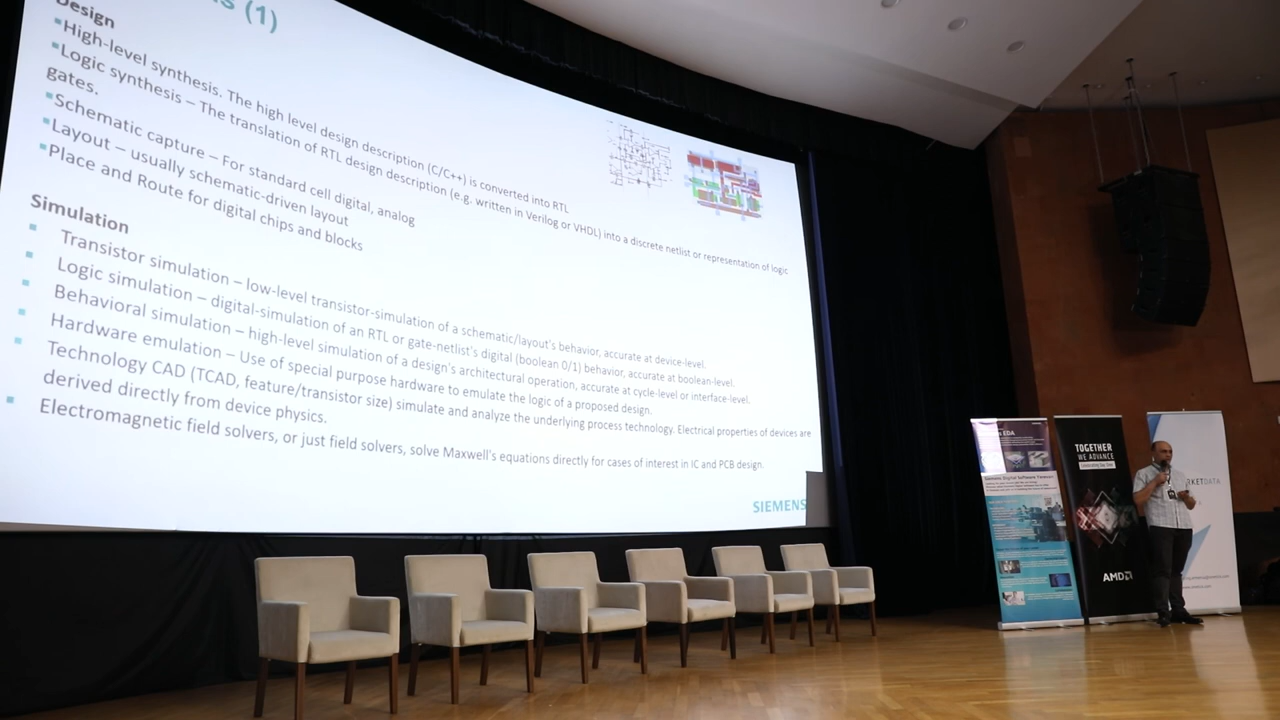 (1)
Design
High-level synthesis. The high level design description (C/C++) is converted into RTL
Logic synthesis – The translation of RTL design description (e.g. written in Verilog or VHDL) into a discrete netlist or representation of logic
gates.
Schematic capture – For standard cell digital, analog
Layout – usually schematic-driven layout
Place and Route for digital chips and blocks
Simulation
Transistor simulation – low-level transistor-simulation of a schematic/layout's behavior, accurate at device-level.
Logic simulation – digital-simulation of an RTL or gate-netlist's digital (boolean 0/1) behavior, accurate at boolean-level.
Behavioral simulation – high-level simulation of a design's architectural operation, accurate at cycle-level or interface-level.
Hardware emulation – Use of special purpose hardware to emulate the logic of a proposed design.
Technology CAD (TCAD, feature/transistor size) simulate and analyze the underlying process technology. Electrical properties of devices are
derived directly from device physics.
Electromagnetic field solvers, or just field solvers, solve Maxwell's equations directly for cases of interest in IC and PCB design.
SIEMENS
EDA
Siemens Digital Software Yerevan
TOGETHER
WE ADVANCE_
AMD
RKETDATA